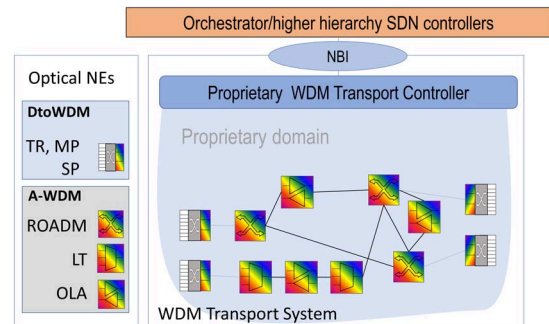 Orchestrator/higher hierarchy SDN controllers
NBI
Optical NEs
DtoWDM
TR, MP
SP
A-WDM
ROADM
LT
OLA
Proprietary WDM Transport Controller
Proprietary domain
WDM Transport System